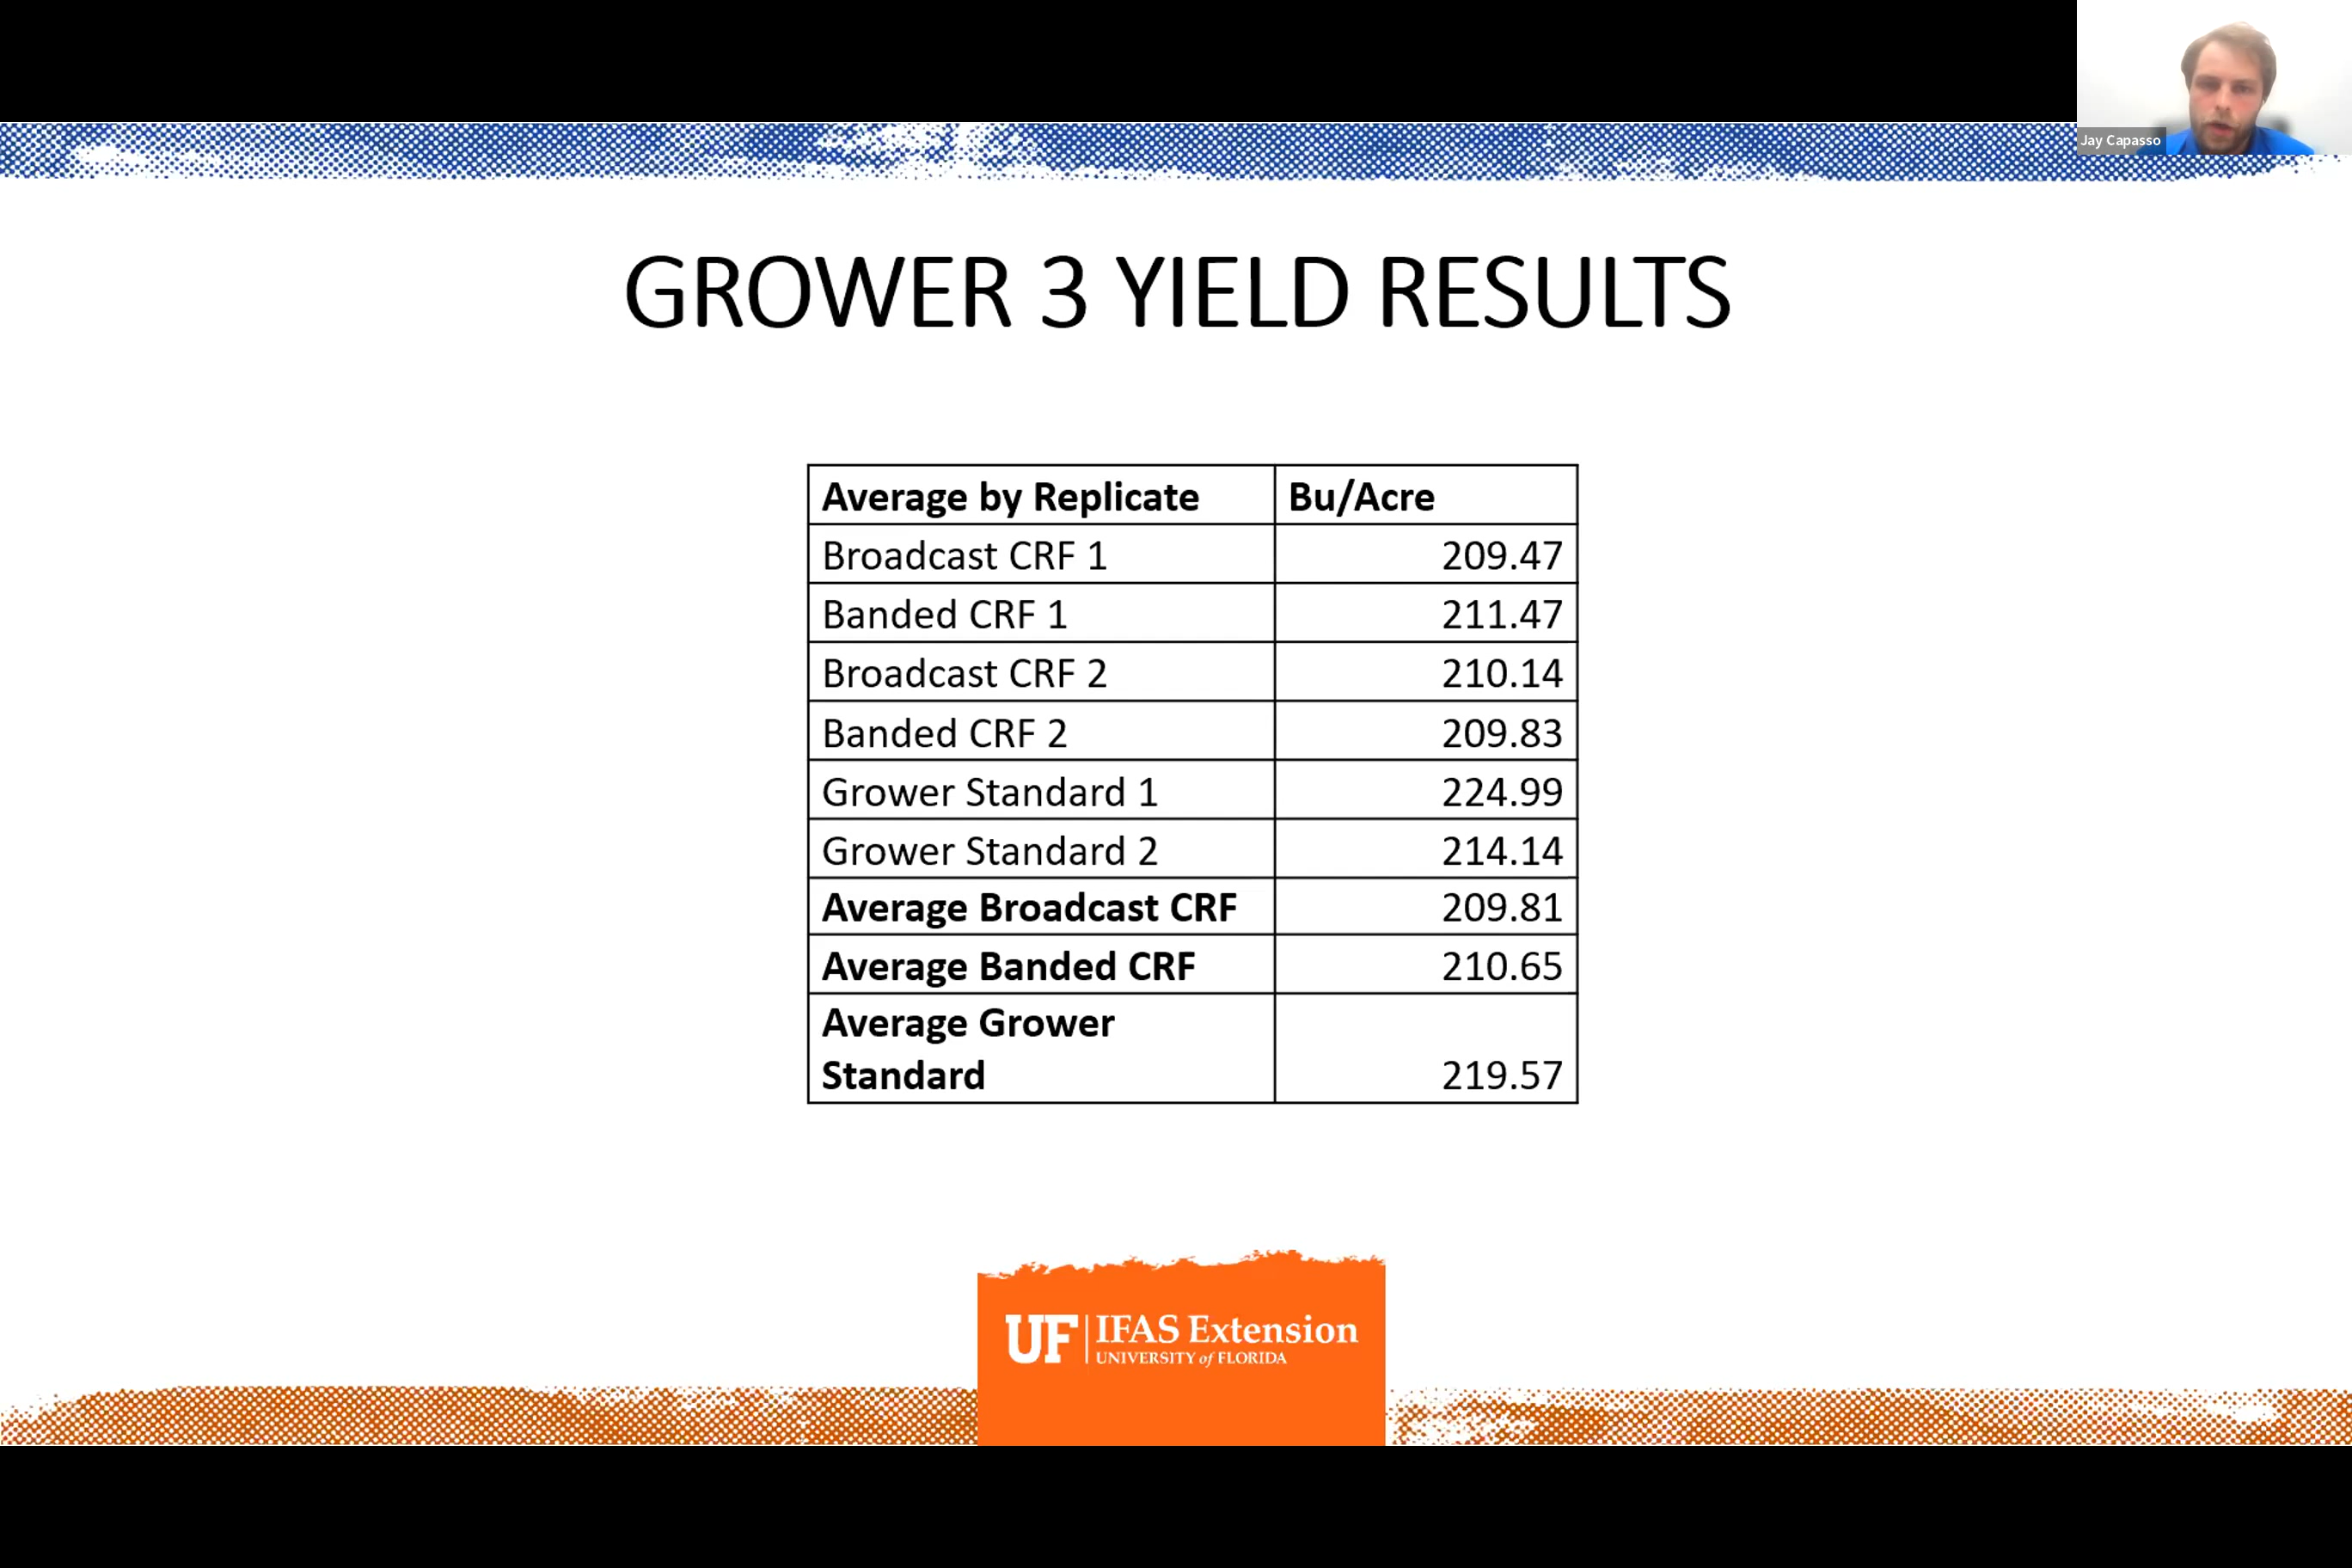 Jay Capasso
GROWER 3 YIELD RESULTS
Average by Replicate Bu/Acre
Broadcast CRF 1 209.47
Banded CRF 1 211.47
Broadcast CRF 2 210.14
Banded CRF 2 209.83
Grower Standard 1 224.99
Grower Standard 2 214.14
Average Broadcast CRF 209.81
Average Banded CRF 210.65
Average Grower
Standard 219.57
UF IFAS Extension
UNIVERSITY of FLORIDA